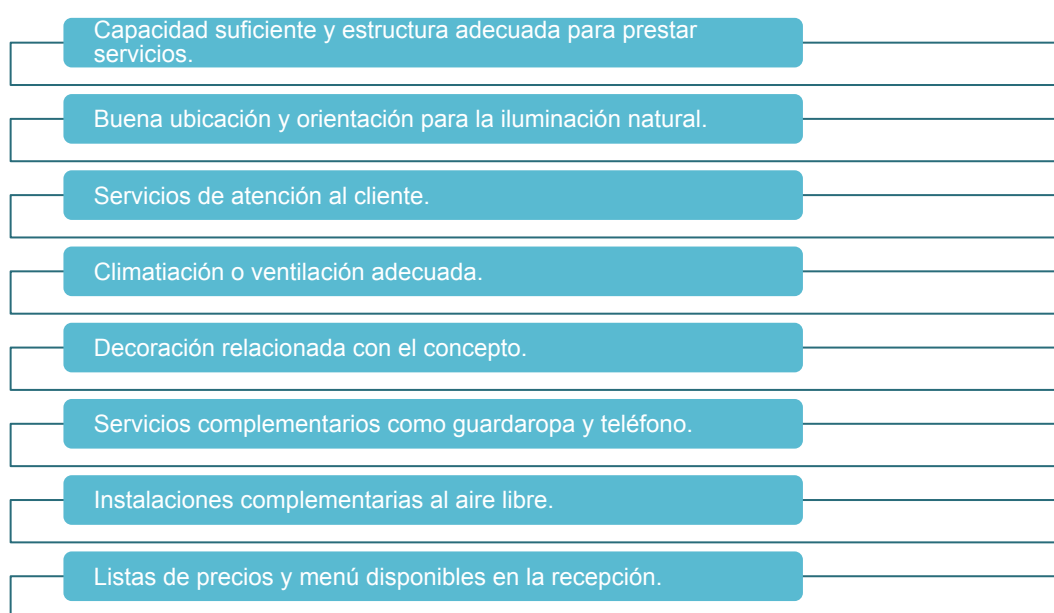 Capacidad suficiente y estructura adecuada para prestar
servicios.
Buena ubicación y orientación para la iluminación natural.
Servicios de atención al cliente.
Climatiación o ventilación adecuada.
Decoración relacionada con el concepto.
Servicios complementarios como guardaropa y teléfono.
Instalaciones complementarias al aire libre.
Listas de precios y menú disponibles en la recepción.